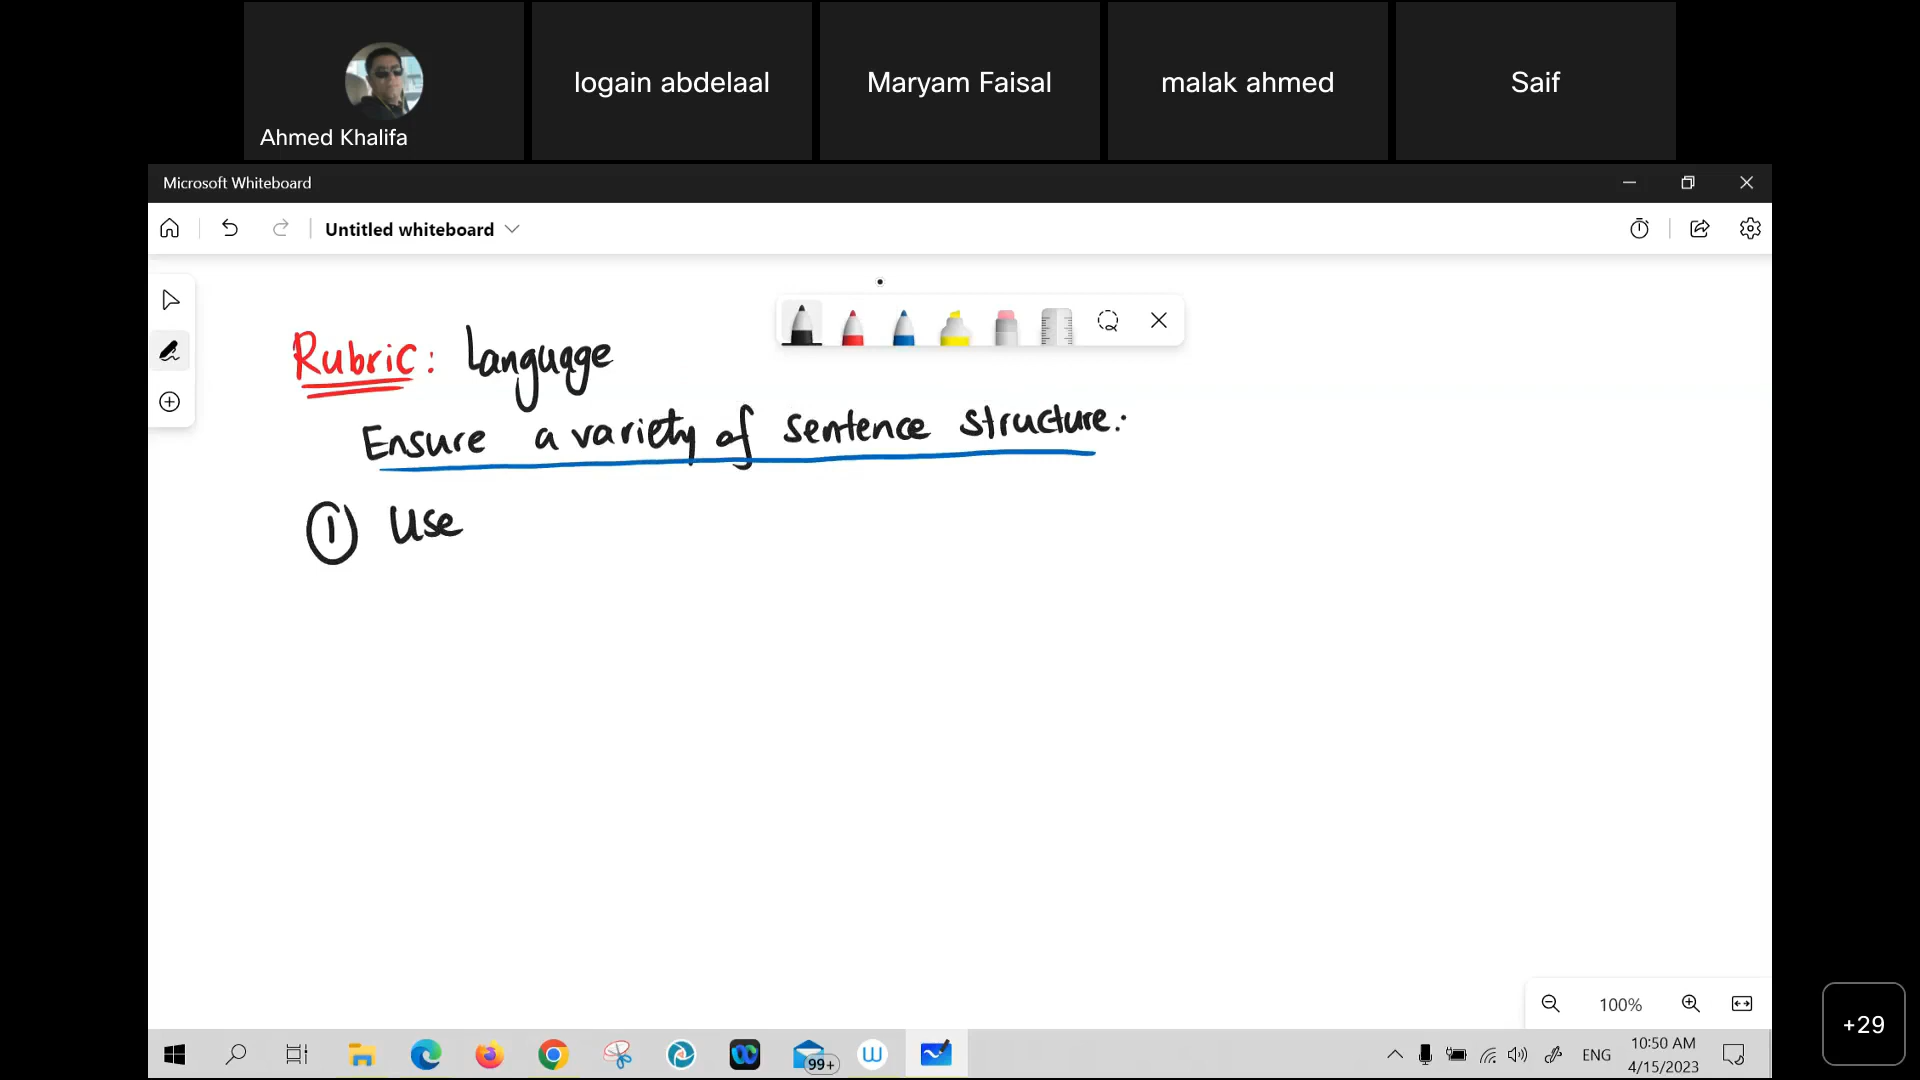 logain abdelaal
Maryam Faisal
malak ahmed
Saif
Ahmed Khalifa
Microsoft Whiteboard
Untitled whiteboard
Rubric: Language
Ensure a variety of sentence structure.
① Use
100%
+29
99+
ENG
10:50 AM
4/15/2023